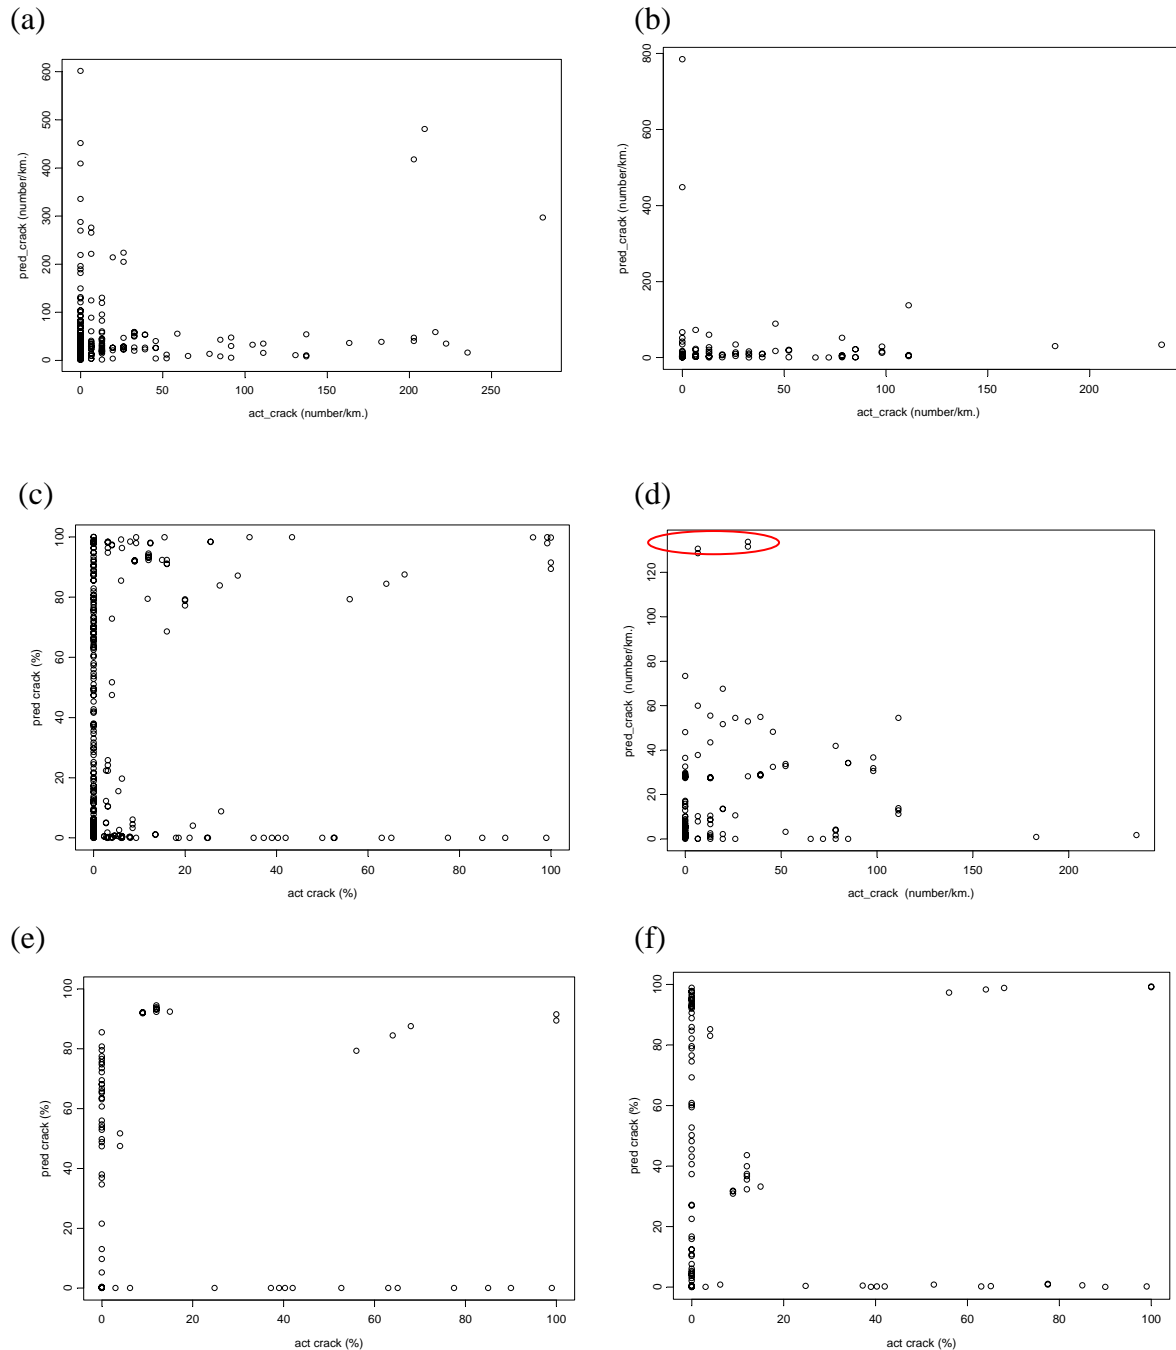 (a)
(b)
600
500
400
300
200
100
0
pred_crack (number/km.)
0 50 100 150 200 250
act_crack (number/km.)
800
600
400
200
0
pred_crack (number/km.)
0 50 100 150 200
act_crack (number/km.)
(c)
(d)
100
80
60
40
20
0
pred crack (%)
0 20 40 60 80 100
act crack (%)
120
100
80
60
40
20
0
pred_crack (number/km.)
0 50 100 150 200
act_crack (number/km.)
(e)
(f)
100
80
60
40
20
0
pred crack (%)
0 20 40 60 80 100
act crack (%)
100
80
60
40
20
0
pred crack (%)
0 20 40 60 80 100
act crack (%)